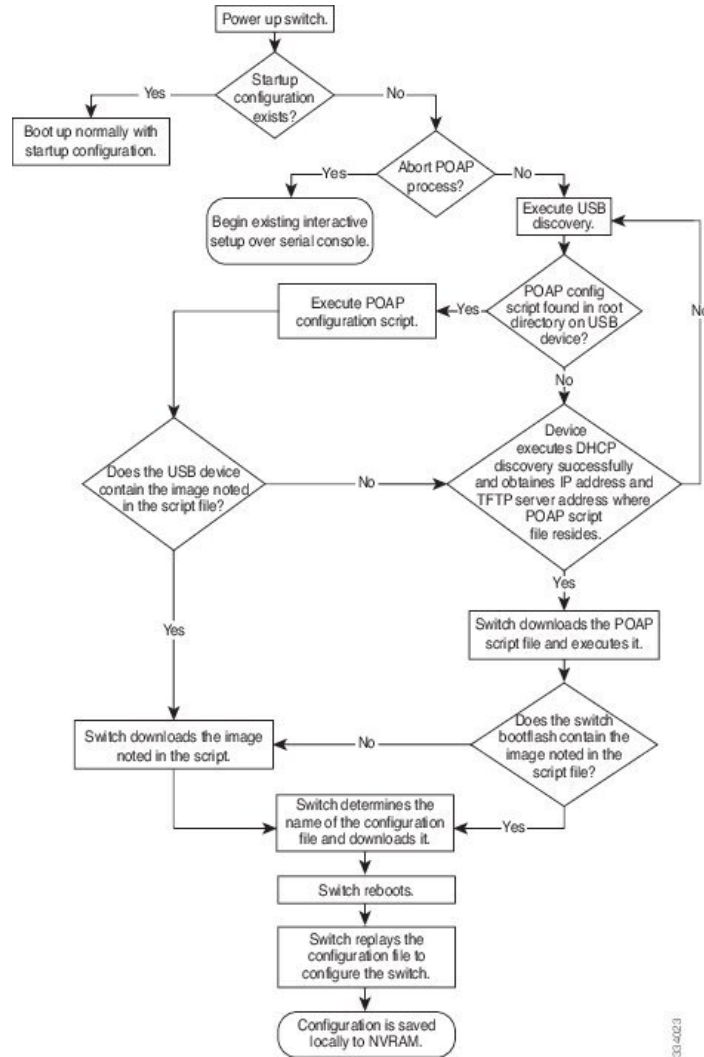 Power up switch.
Startup
configuration
exists?
Yes
No
Boot up normally with
startup configuration.
Abort POAP
process?
Yes
No
Begin existing interactive
setup over serial console.
Execute USB
discovery.
POAP config
script found in root
directory on USB
device?
Yes
No
No
Execute POAP
configuration script.
Does the USB device
contain the image noted
in the script file?
No
Yes
Device
executes DHCP
discovery successfully
and obtaines IP address and
TFTP server address where
POAP script
file resides.
Yes
Switch downloads the POAP
script file and executes it.
Does the switch
bootflash contain the
image noted in the
script file?
No
Yes
Switch downloads the image
noted in the script.
Switch determines the
name of the configuration
file and downloads it.
Switch reboots.
Switch replays the
configuration file to
configure the switch.
Configuration is saved
locally to NVRAM.
334023